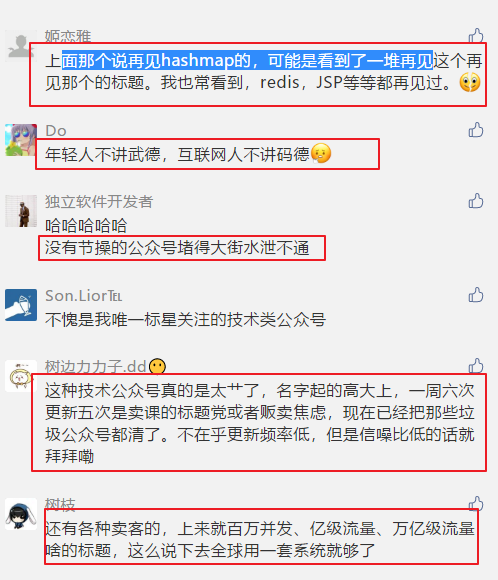 姬恋雅
上面那个说再见hashmap的，可能是看到了一堆再见这个再
见那个的标题。我也常看到，redis，JSP等等都再见过。
Do
年轻人不讲武德，互联网人不讲码德
独立软件开发者
哈哈哈哈哈
没有节操的公众号堵得大街水泄不通
Son.Lior℡
不愧是我唯一标星关注的技术类公众号
树边力力子.dd
这种技术公众号真的是太艹了，名字起的高大上，一周六次
更新五次是卖课的标题党或者贩卖焦虑，现在已经把那些垃
圾公众号都清了。不在乎更新频率低，但是信噪比低的话就
拜拜嘞
树枝
还有各种卖客的，上来就百万并发、亿级流量、万亿级流量
啥的标题，这么说下去全球用一套系统就够了